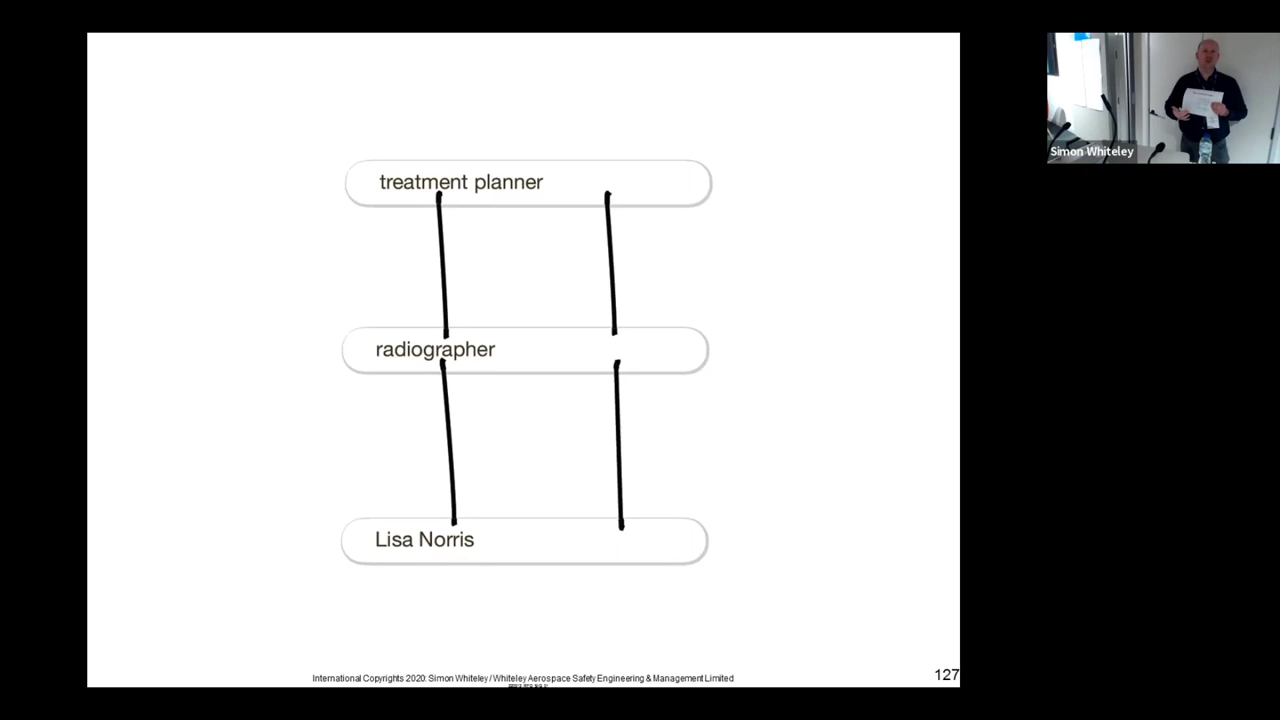 treatment planner
Simon Whiteley
radiographer
Lisa Norris
International Copyrights 2020: Simon Whiteley / Whiteley Aerospace Safety Engineering & Management Limited
127